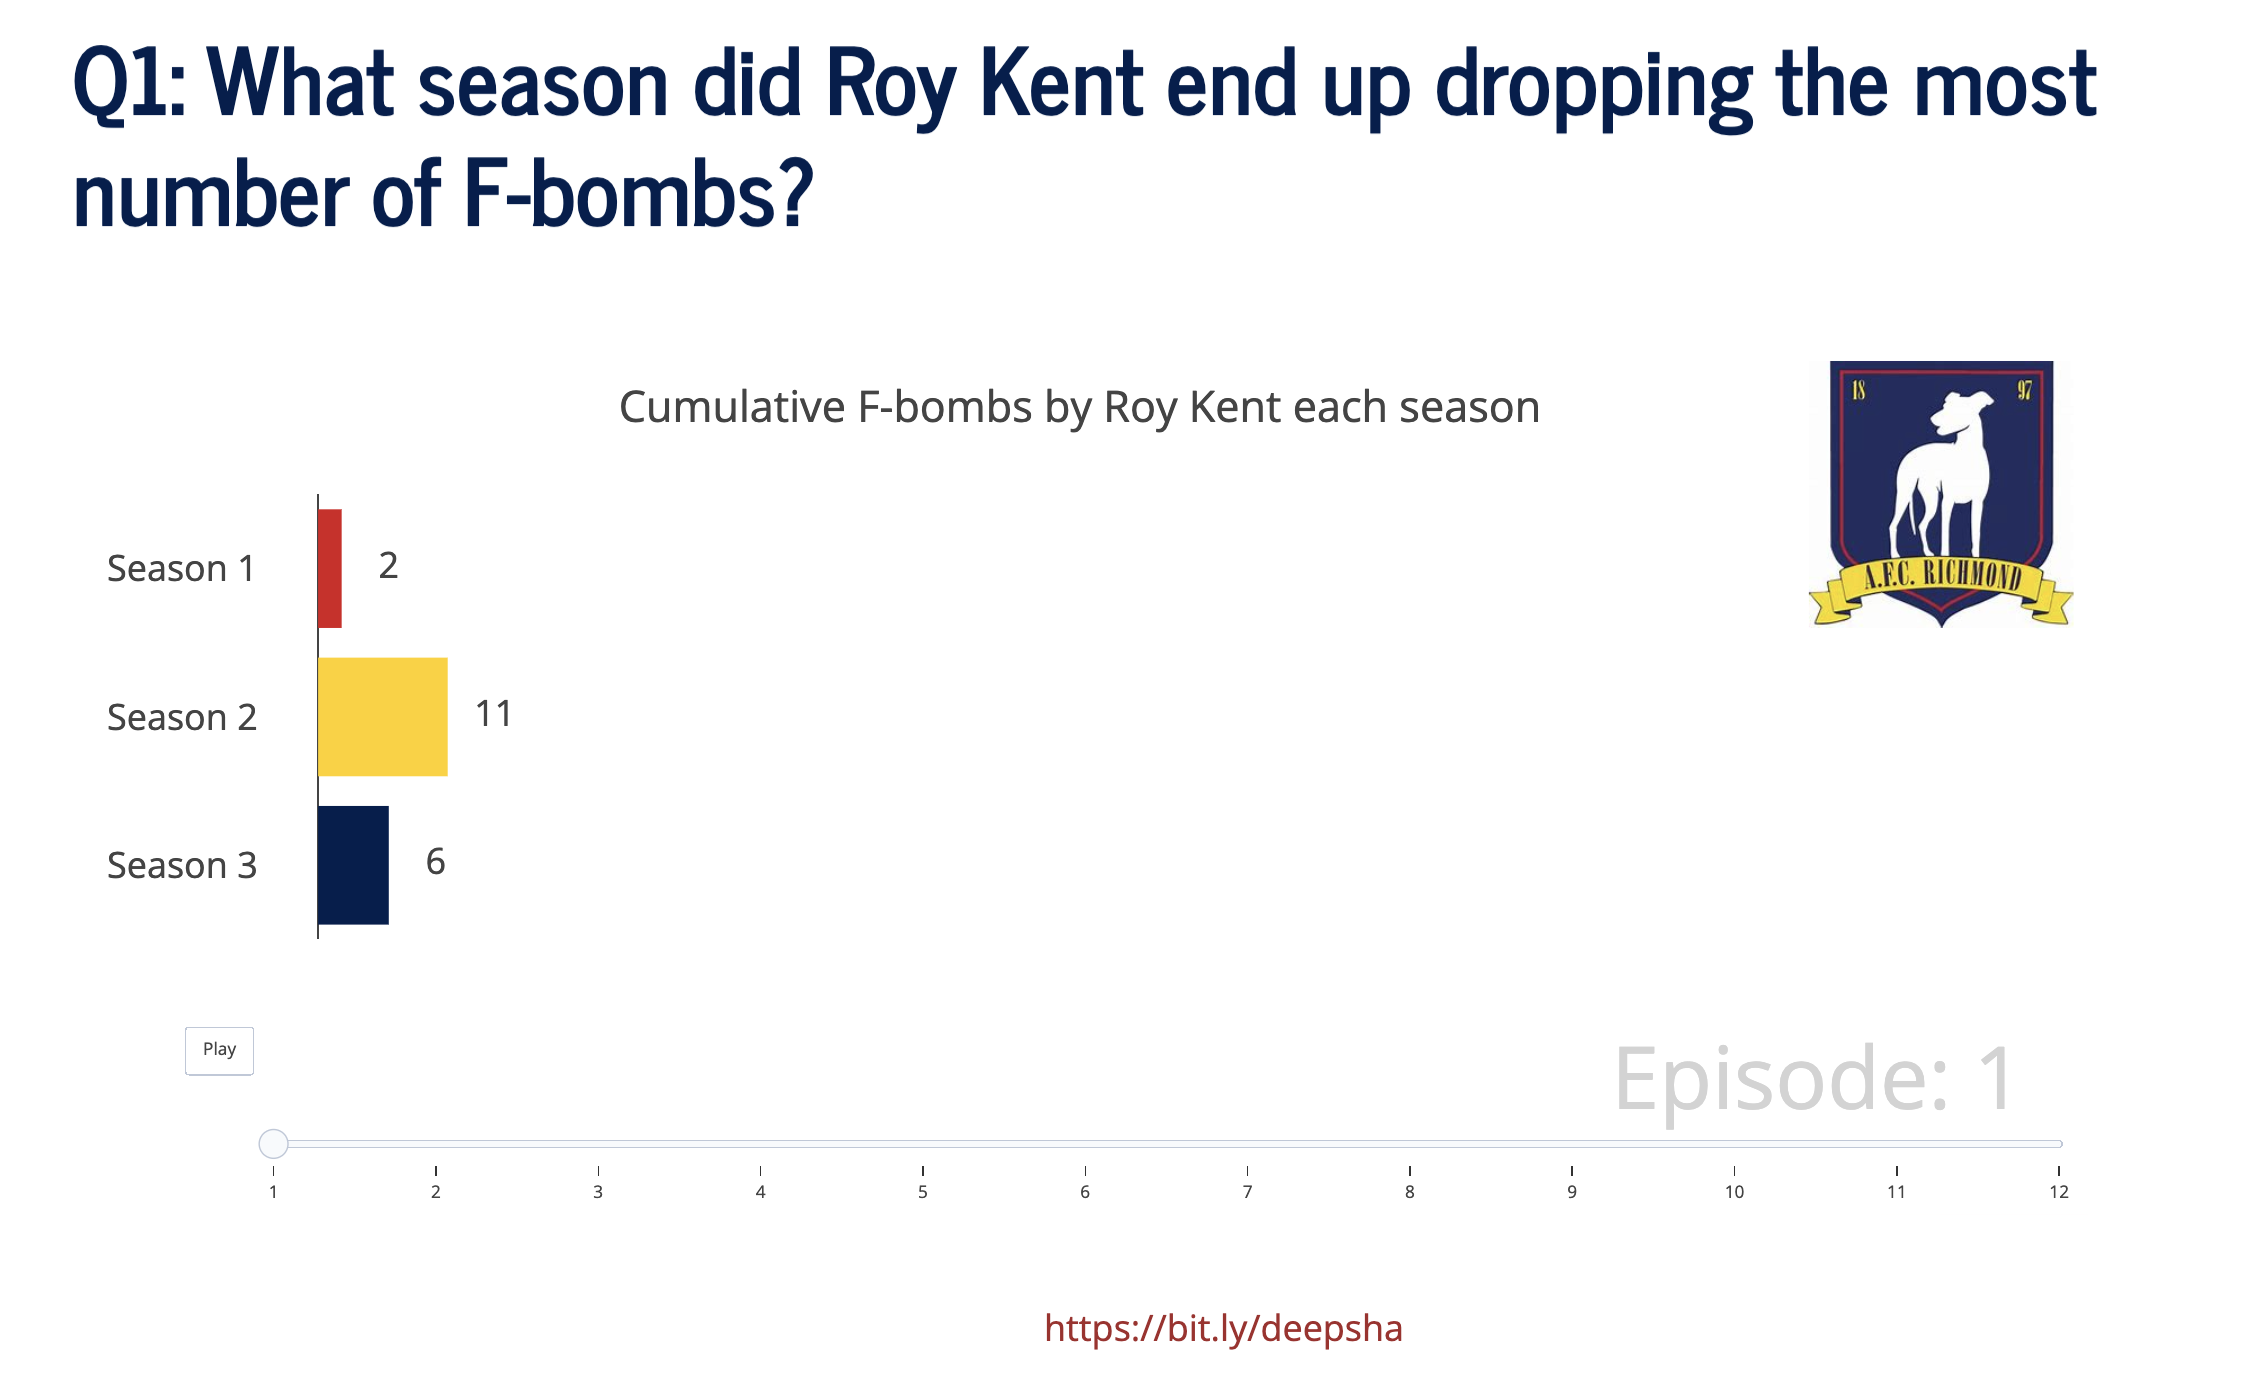 Q1: What season did Roy Kent end up dropping the most
number of F-bombs?
Cumulative F-bombs by Roy Kent each season
18 97
A.F.C. RICHMOND
Season 1 2
Season 2 11
Season 3 6
Play
Episode: 1
1 2 3 4 5 6 7 8 9 10 11 12
https://bit.ly/deepsha